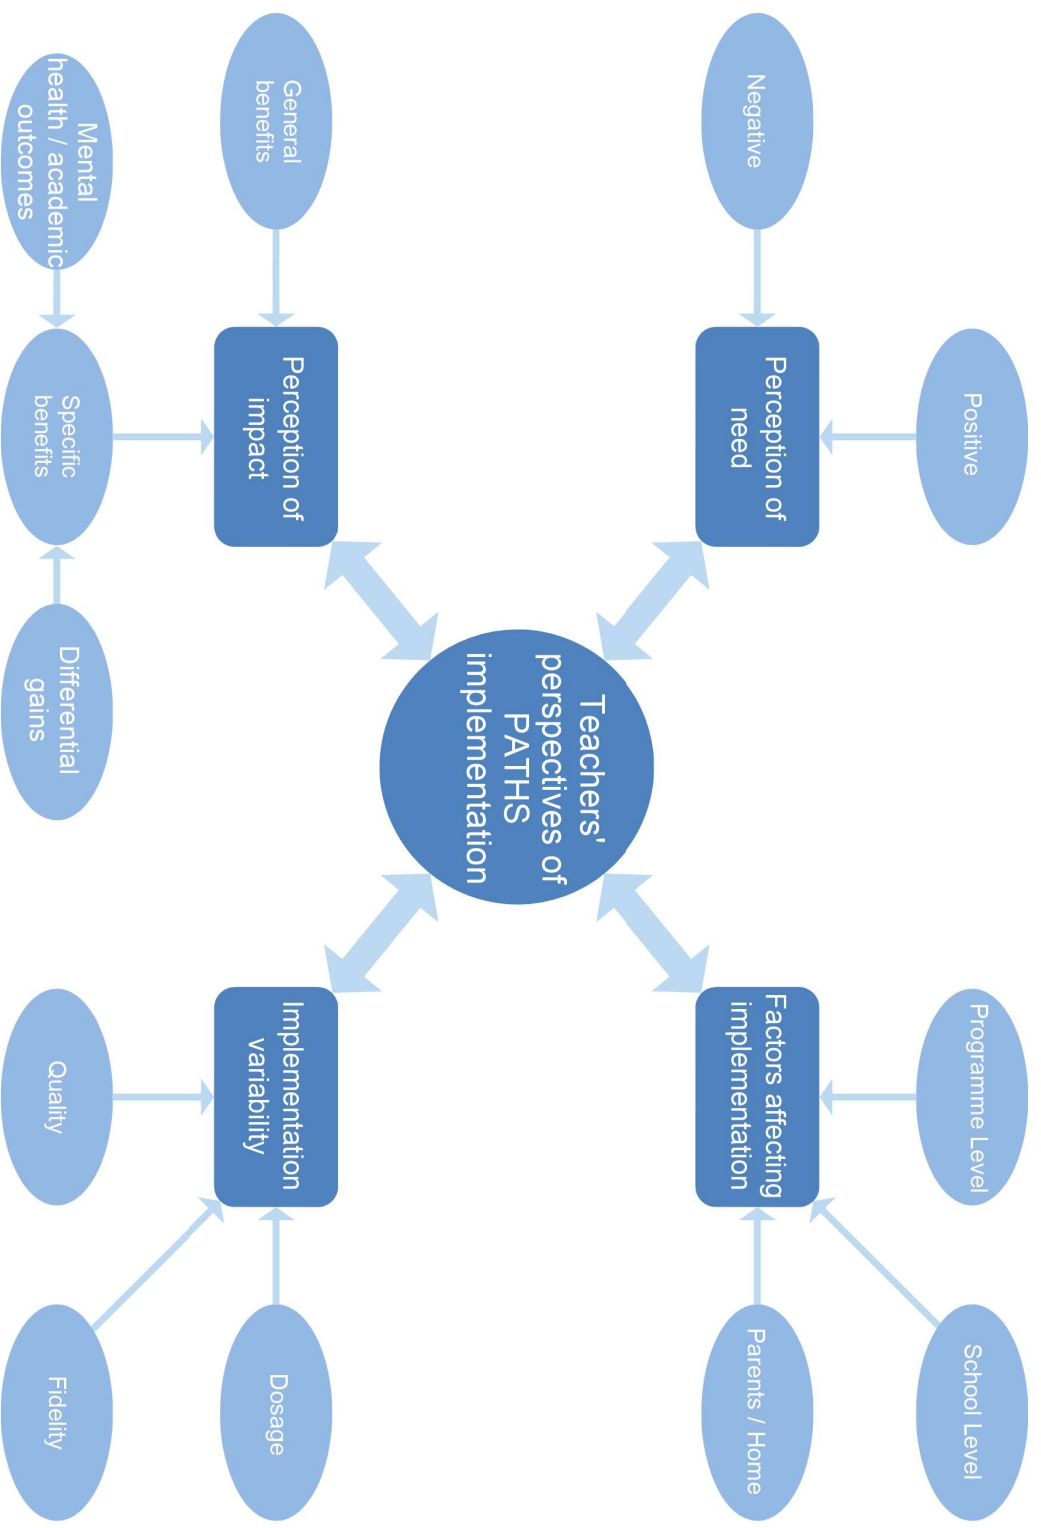 Positive
Programme Level
School Level
Negative
Perception of
need
Factors affecting
implementation
Parents / Home
Teachers'
perspectives of
PATHS
implementation
General
benefits
Perception of
impact
Implementation
variability
Dosage
Mental
health / academic
outcomes
Specific
benefits
Differential
gains
Quality
Fidelity